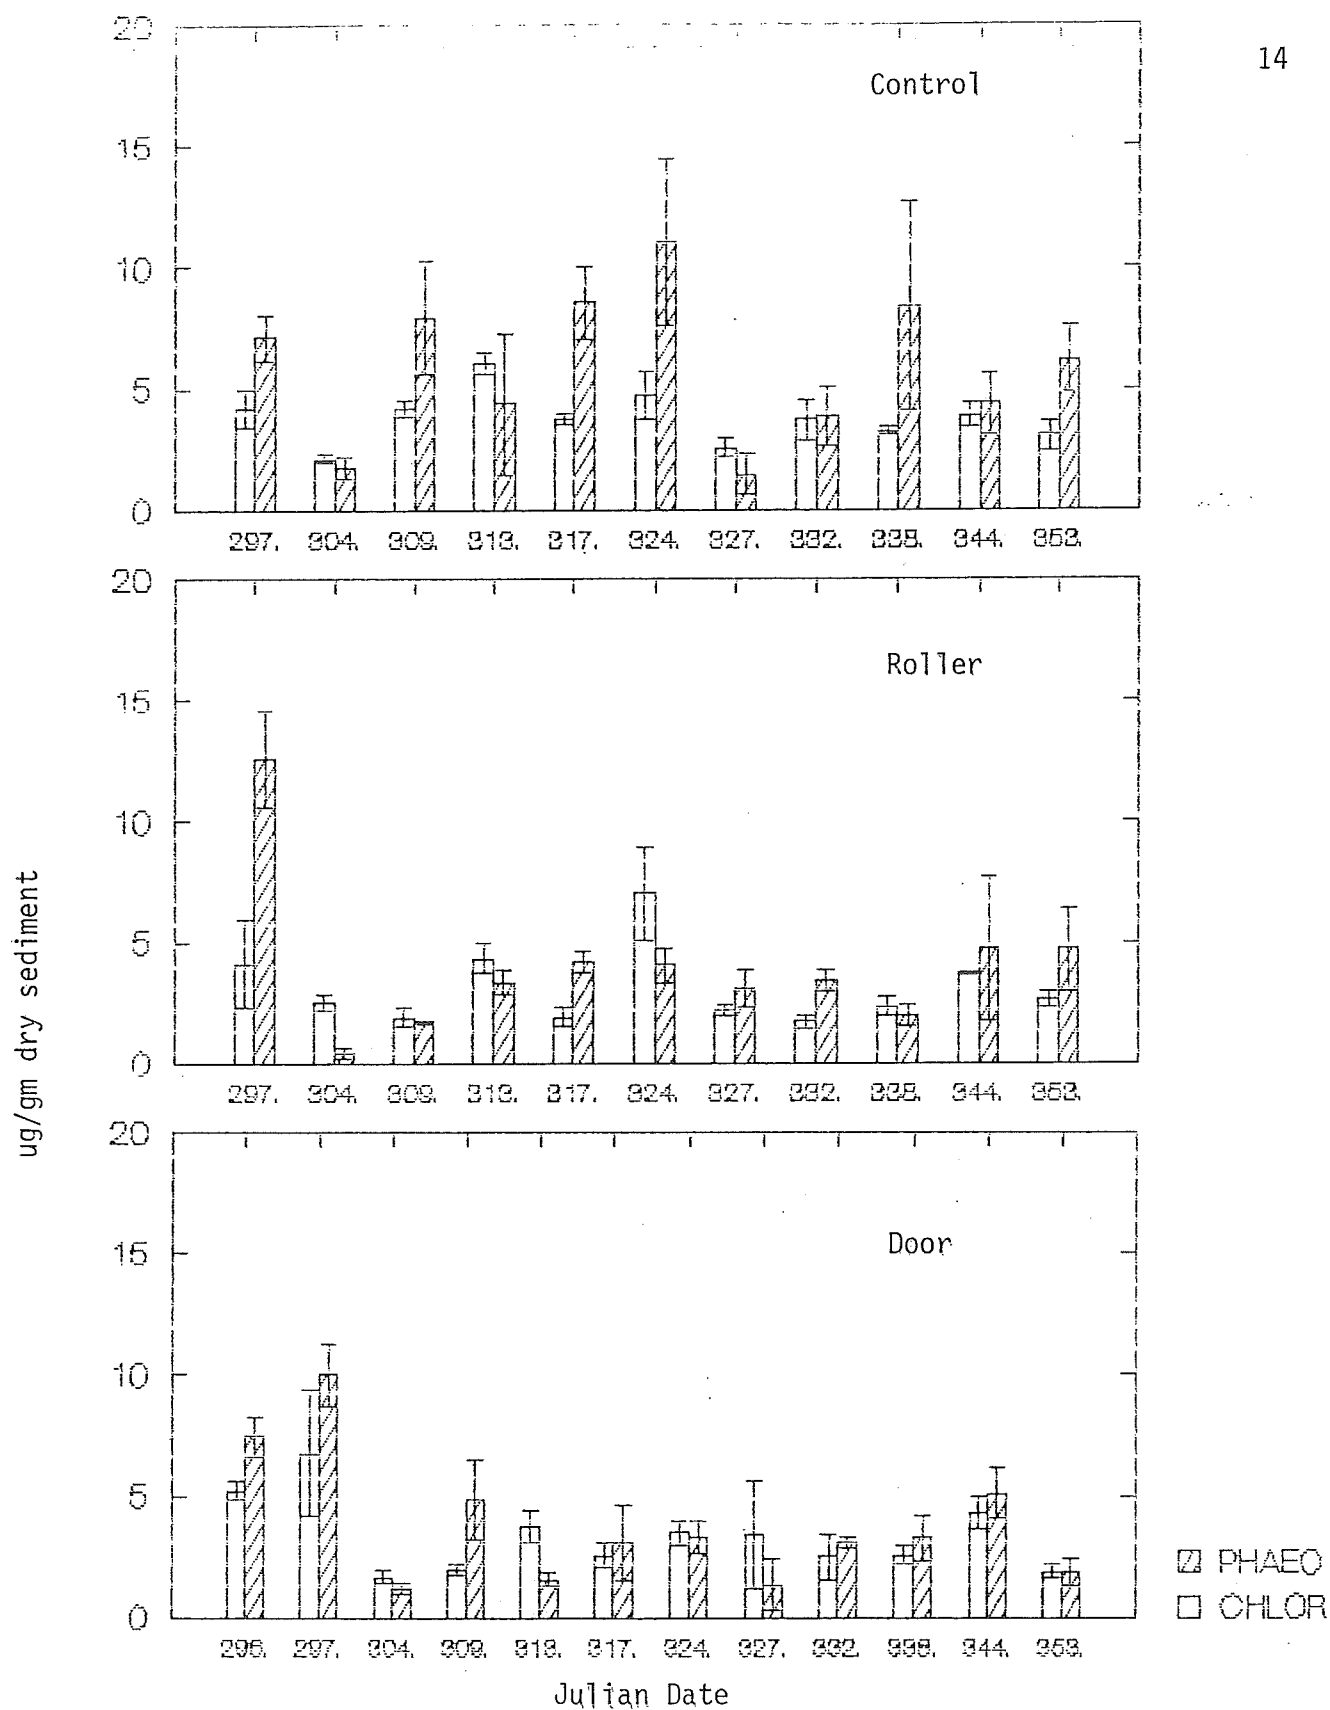 14
Control
20
15
10
5
0
297. 304. 309. 313. 317. 324. 327. 332. 338. 344. 353.
Roller
20
15
10
5
0
297. 304. 309. 313. 317. 324. 327. 332. 338. 344. 353.
ug/gm dry sediment
Door
20
15
10
5
0
296. 297. 304. 309. 313. 317. 324. 327. 332. 338. 344. 353.
Julian Date
PHAEO
CHLOR